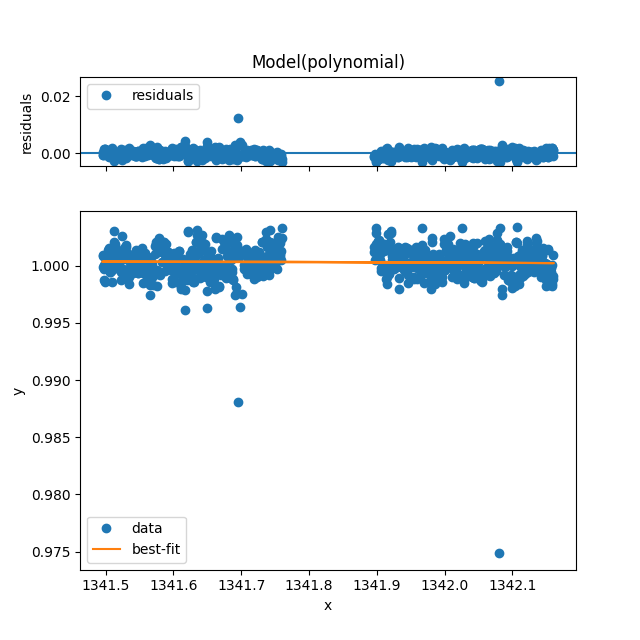 Model(polynomial)
0.02
0.00
residuals
residuals
1.000
0.995
0.990
0.985
0.980
0.975
y
data
best-fit
1341.5 1341.6 1341.7 1341.8 1341.9 1342.0 1342.1
x